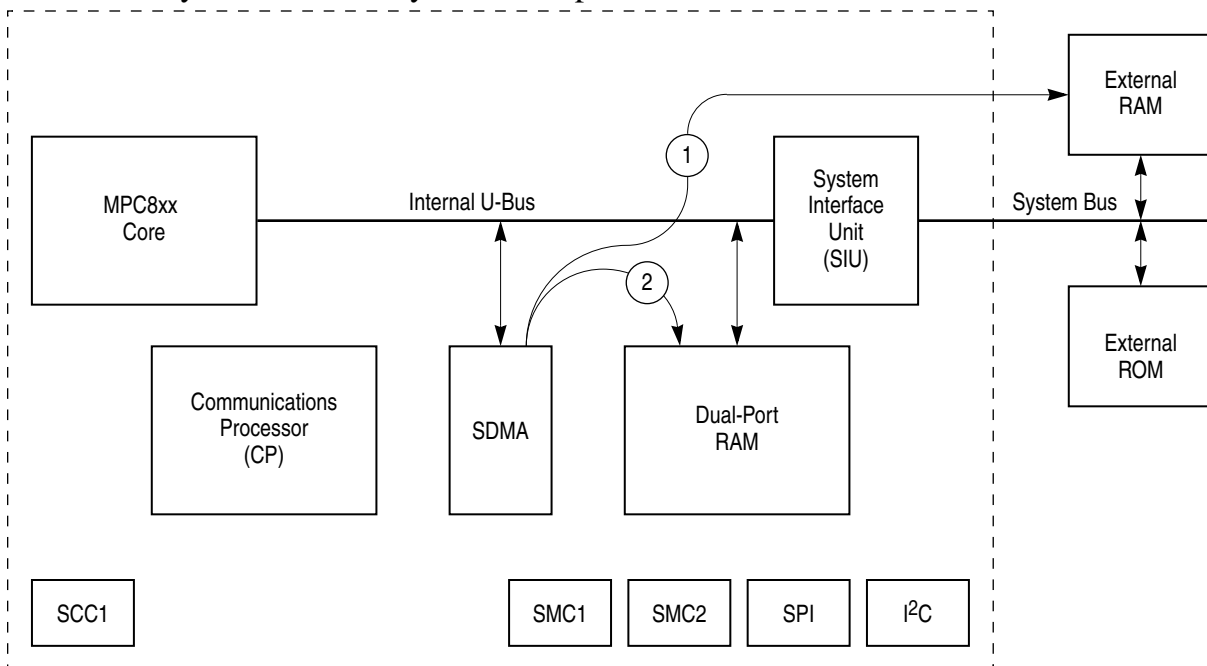 External
RAM
1
MPC8xx
Core
Internal U-Bus
System
Interface
Unit
(SIU)
System Bus
2
Communications
Processor
(CP)
SDMA
Dual-Port
RAM
External
ROM
SCC1
SMC1
SMC2
SPI
I²C